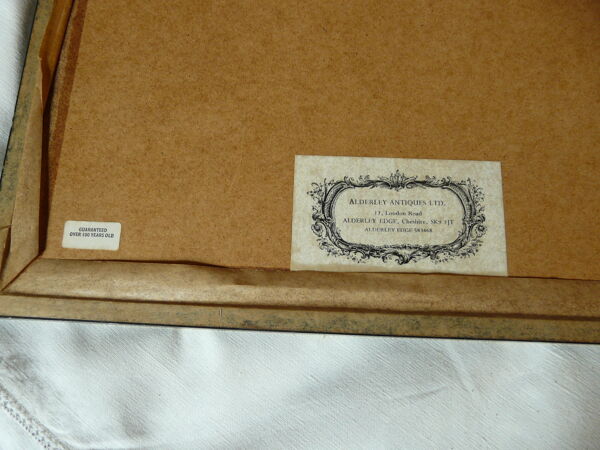 GUARANTEED
OVER 100 YEARS OLD
ALDERLEY ANTIQUES LTD.
17, London Road
ALDERLEY EDGE, Cheshire, SK9 7JT
ALDERLEY EDGE